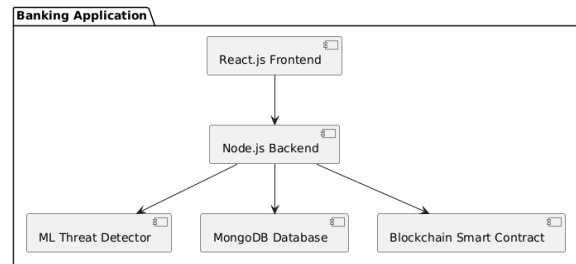 Banking Application
React.js Frontend
Node.js Backend
ML Threat Detector
MongoDB Database
Blockchain Smart Contract